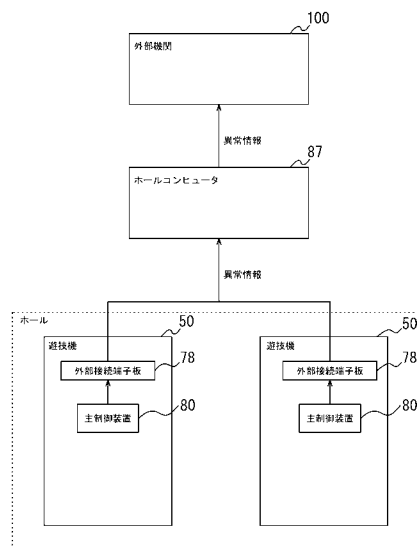 100
外部機関
異常情報
87
ホールコンピュータ
異常情報
ホール
50
遊技機
78
外部接続端子板
80
主制御装置
50
遊技機
78
外部接続端子板
80
主制御装置